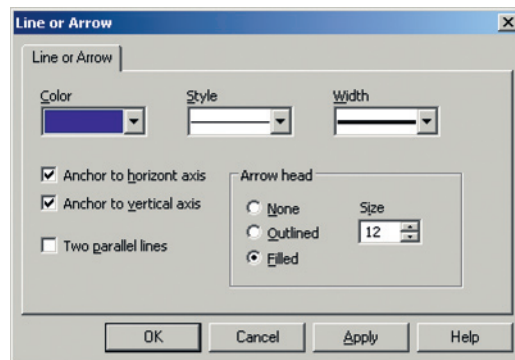 Line or Arrow
Line or Arrow
Color Style Width
Anchor to horizont axis
Anchor to vertical axis
Two parallel lines
Arrow head
None
Outlined
Filled
Size
12
OK Cancel Apply Help